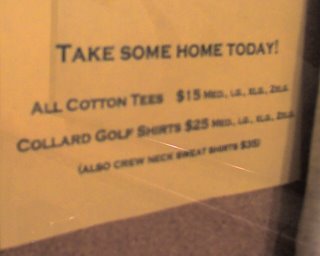 TAKE SOME HOME TODAY!
ALL COTTON TEES $15 MED., LG., XLG., 2XLG.
COLLARD GOLF SHIRTS $25 MED., LG., XLG., 2XLG.
(ALSO CREW NECK SWEAT SHIRTS $35)